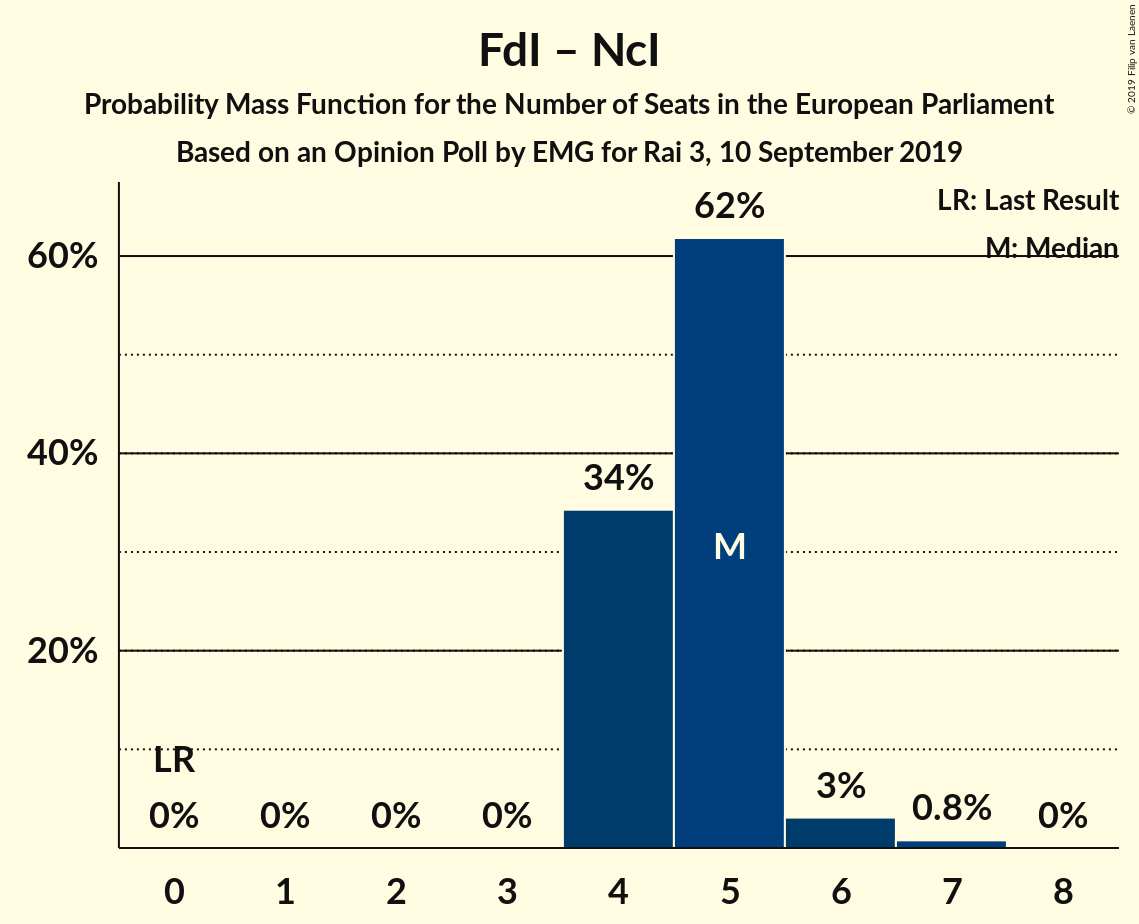 FdI – NcI
Probability Mass Function for the Number of Seats in the European Parliament
Based on an Opinion Poll by EMG for Rai 3, 10 September 2019
© 2019 Filip van Laenen
LR: Last Result
M: Median
60%
40%
20%
62%
34%
M
LR
0%
0%
0%
0%
3%
0.8%
0%
0
1
2
3
4
5
6
7
8